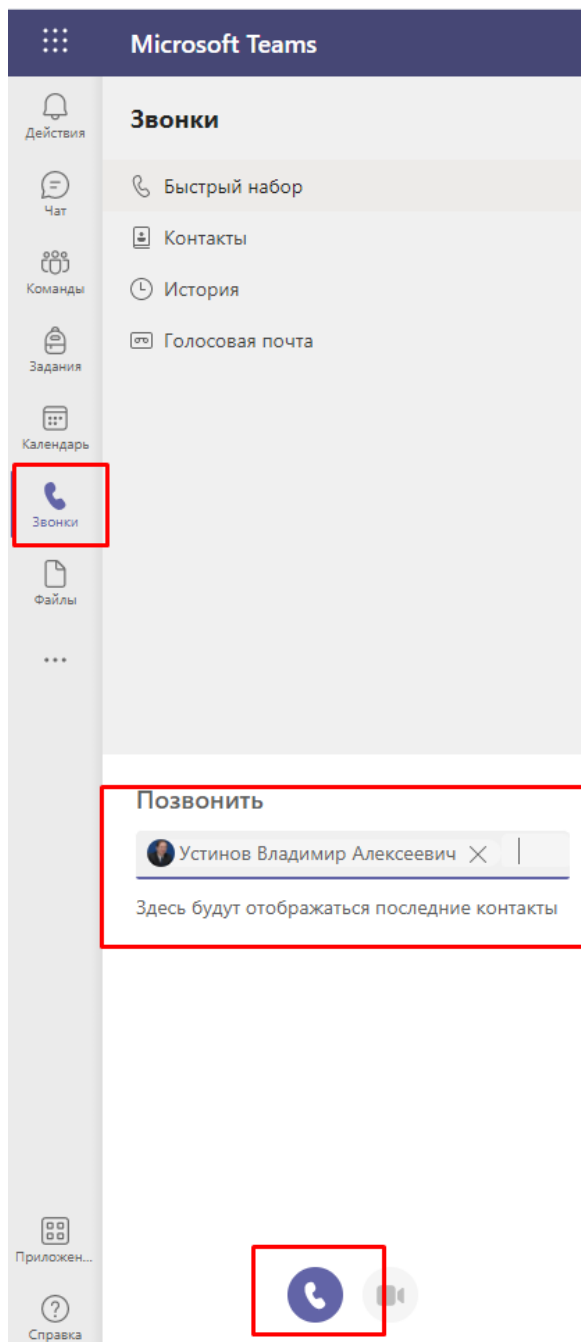 Microsoft Teams
Действия
Чат
Команды
Задания
Календарь
Звонки
Файлы
Приложен...
Справка
Звонки
Быстрый набор
Контакты
История
Голосовая почта
Позвонить
Устинов Владимир Алексеевич
Здесь будут отображаться последние контакты